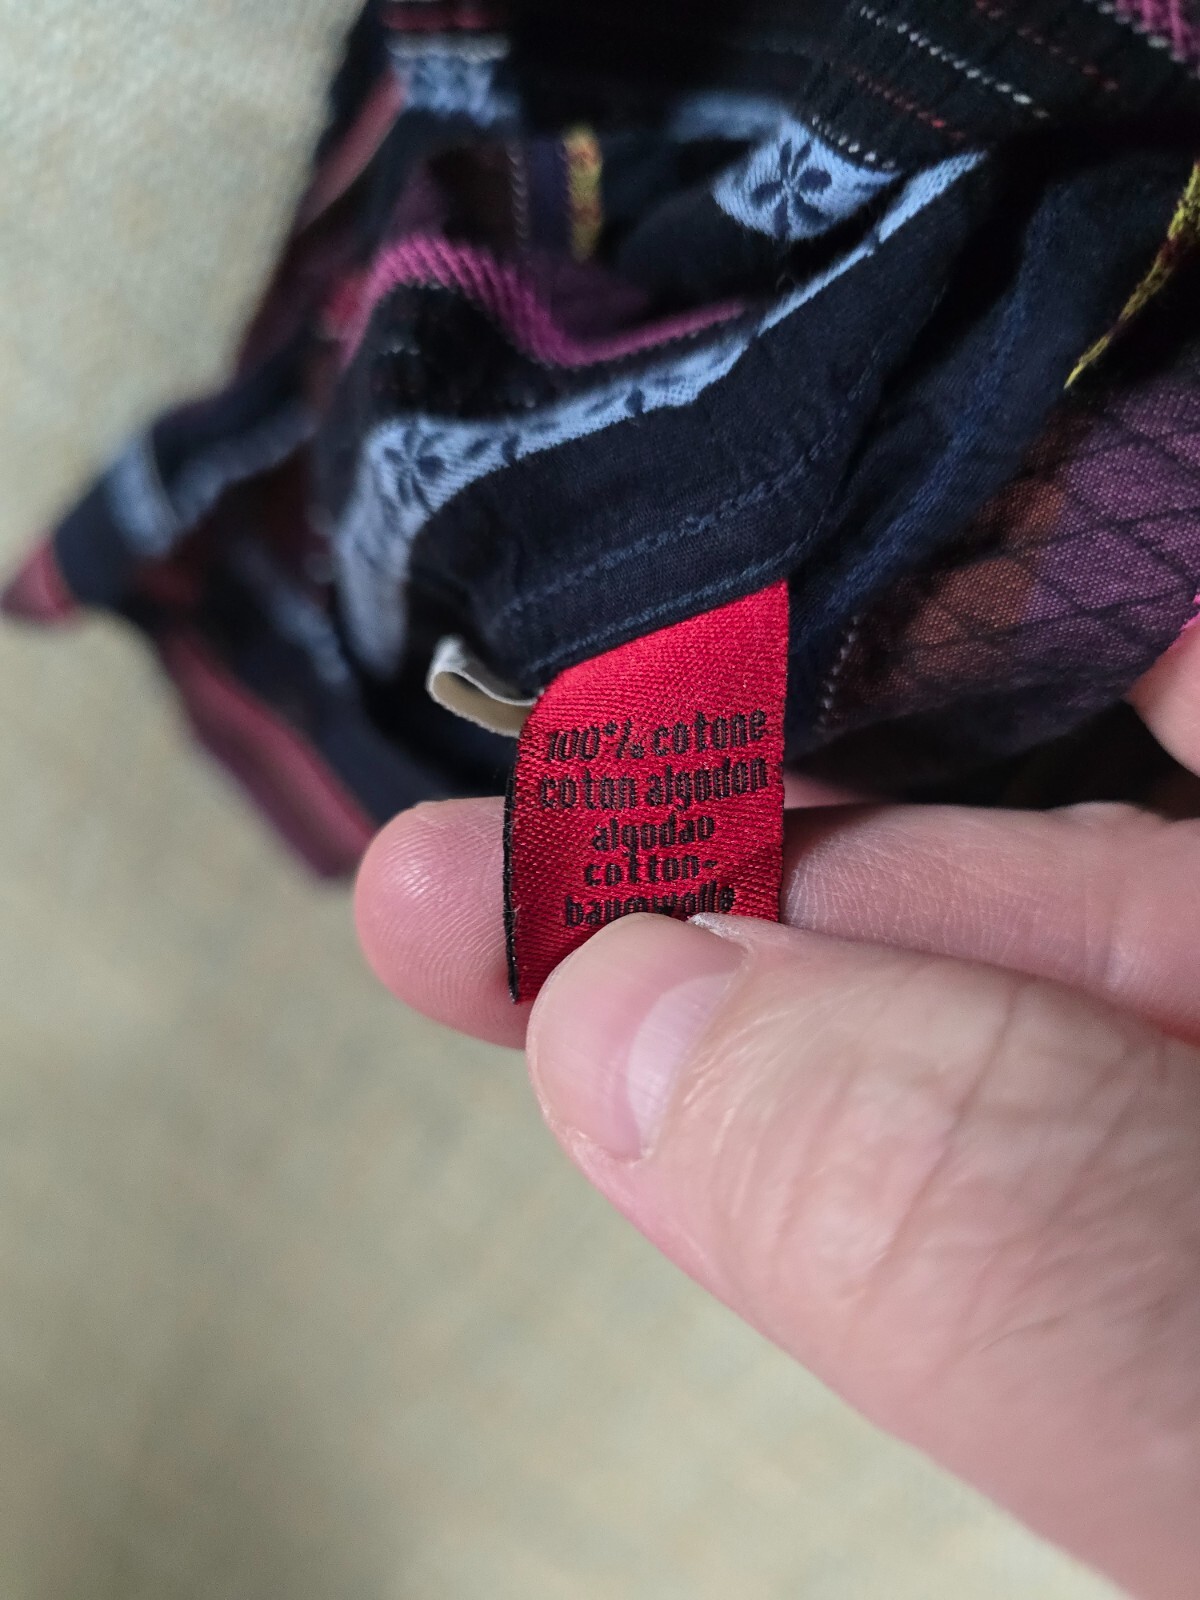 100% cotone
coton algodon
algodao
cotton-
baumwolle